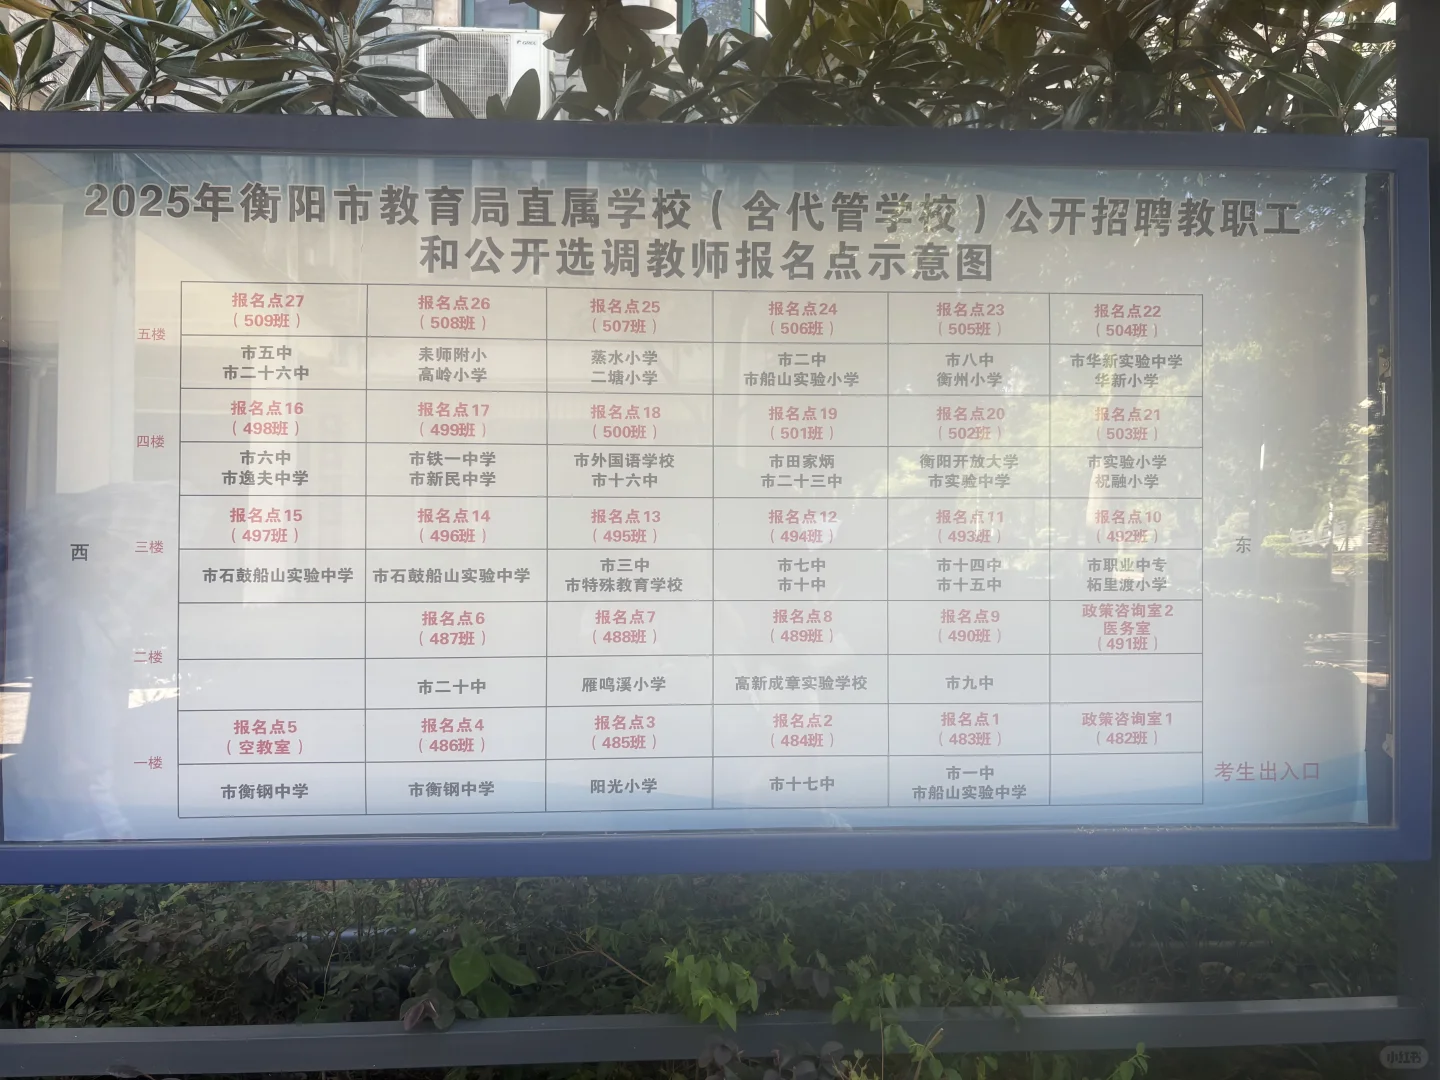 2025年衡阳市教育局直属学校（含代管学校）公开招聘教职工
和公开选调教师报名点示意图
五楼
报名点27
（509班）
报名点26
（508班）
报名点25
（507班）
报名点24
（506班）
报名点23
（505班）
报名点22
（504班）
市五中
市二十六中
耒师附小
高岭小学
蒸水小学
二塘小学
市二中
市船山实验小学
市八中
衡州小学
市华新实验中学
华新小学
四楼
报名点16
（498班）
报名点17
（499班）
报名点18
（500班）
报名点19
（501班）
报名点20
（502班）
报名点21
（503班）
市六中
市逸夫中学
市铁一中学
市新民中学
市外国语学校
市十六中
市田家炳
市二十三中
衡阳开放大学
市实验中学
市实验小学
祝融小学
西
三楼
报名点15
（497班）
报名点14
（496班）
报名点13
（495班）
报名点12
（494班）
报名点11
（493班）
报名点10
（492班）
东
市石鼓船山实验中学
市石鼓船山实验中学
市三中
市特殊教育学校
市七中
市十中
市十四中
市十五中
市职业中专
柘里渡小学
二楼
报名点6
（487班）
报名点7
（488班）
报名点8
（489班）
报名点9
（490班）
政策咨询室2
医务室
（491班）
市二十中
雁鸣溪小学
高新成章实验学校
市九中
一楼
报名点5
（空教室）
报名点4
（486班）
报名点3
（485班）
报名点2
（484班）
报名点1
（483班）
政策咨询室1
（482班）
市衡钢中学
市衡钢中学
阳光小学
市十七中
市一中
市船山实验中学
考生出入口
小红书